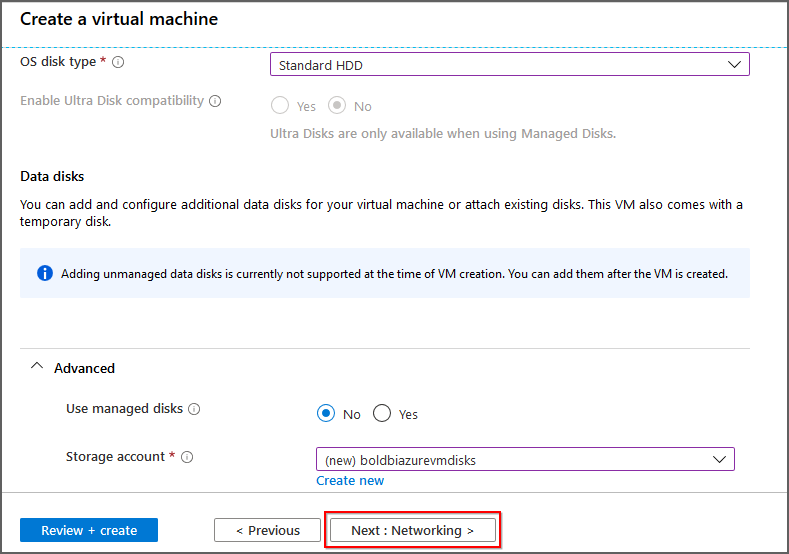 Create a virtual machine
OS disk type *
Standard HDD
Enable Ultra Disk compatibility
Yes
No
Ultra Disks are only available when using Managed Disks.
Data disks
You can add and configure additional data disks for your virtual machine or attach existing disks. This VM also comes with a
temporary disk.
Adding unmanaged data disks is currently not supported at the time of VM creation. You can add them after the VM is created.
Advanced
Use managed disks
No
Yes
Storage account *
(new) boldbiazurevmdisks
Create new
Review + create
< Previous
Next : Networking >